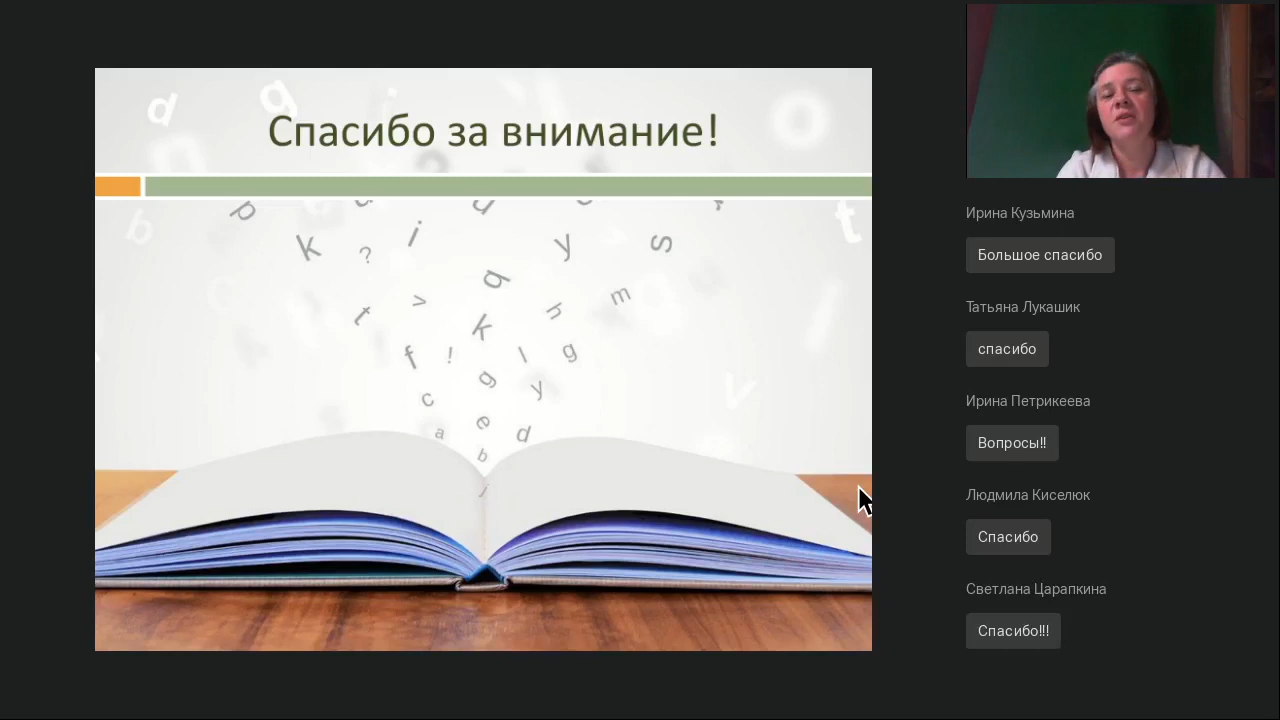 Спасибо за внимание!
Ирина Кузьмина
Большое спасибо
Татьяна Лукашик
спасибо
Ирина Петрикеева
Вопросы!!
Людмила Киселюк
Спасибо
Светлана Царапкина
Спасибо!!!